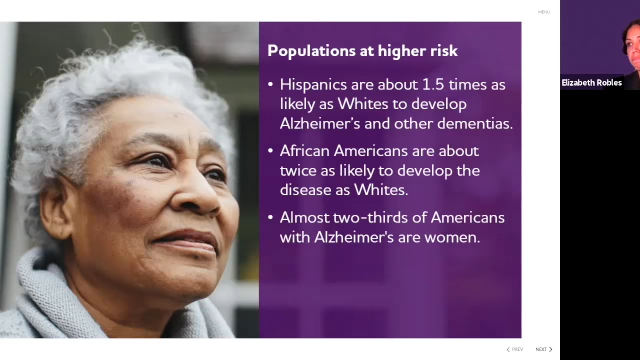 MENU
Populations at higher risk
• Hispanics are about 1.5 times as
likely as Whites to develop
Alzheimer's and other dementias.
• African Americans are about
twice as likely to develop the
disease as Whites.
• Almost two-thirds of Americans
with Alzheimer's are women.
Elizabeth Robles
< PREV
NEXT >